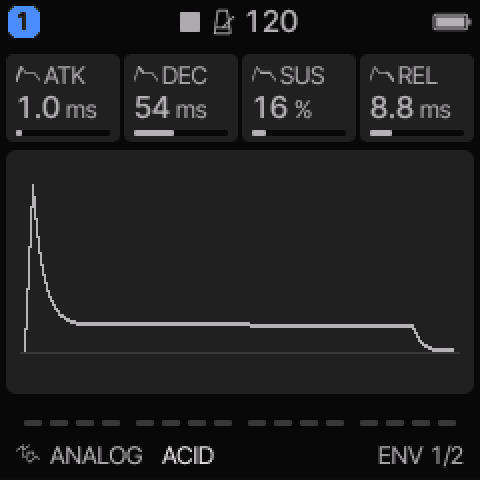 1 120
ATK DEC SUS REL
1.0 ms 54 ms 16 % 8.8 ms
ANALOG ACID ENV 1/2